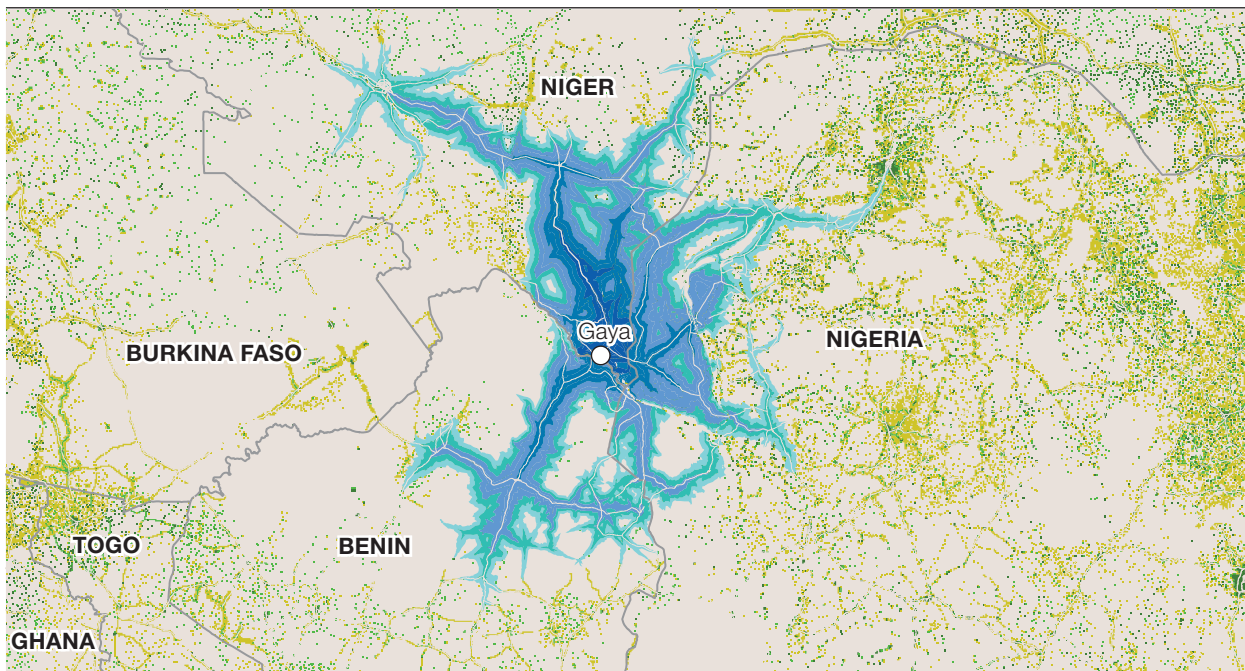 NIGER
Gaya
NIGERIA
BURKINA FASO
TOGO
BENIN
GHANA